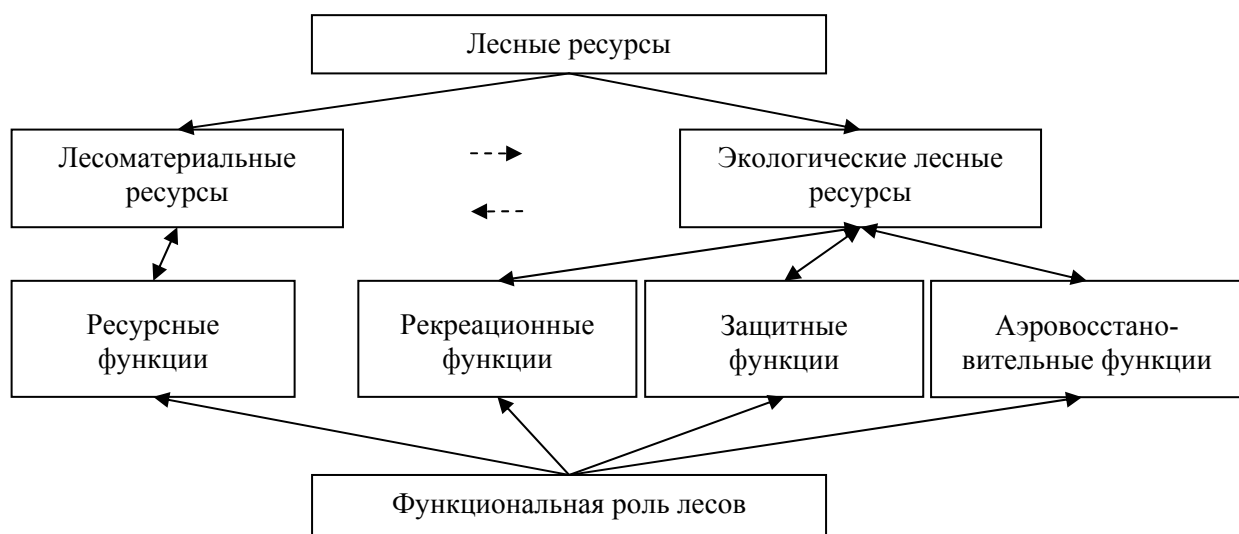 Лесные ресурсы
Лесоматериальные
ресурсы
Экологические лесные
ресурсы
Ресурсные
функции
Рекреационные
функции
Защитные
функции
Аэровосстано-
вительные функции
Функциональная роль лесов